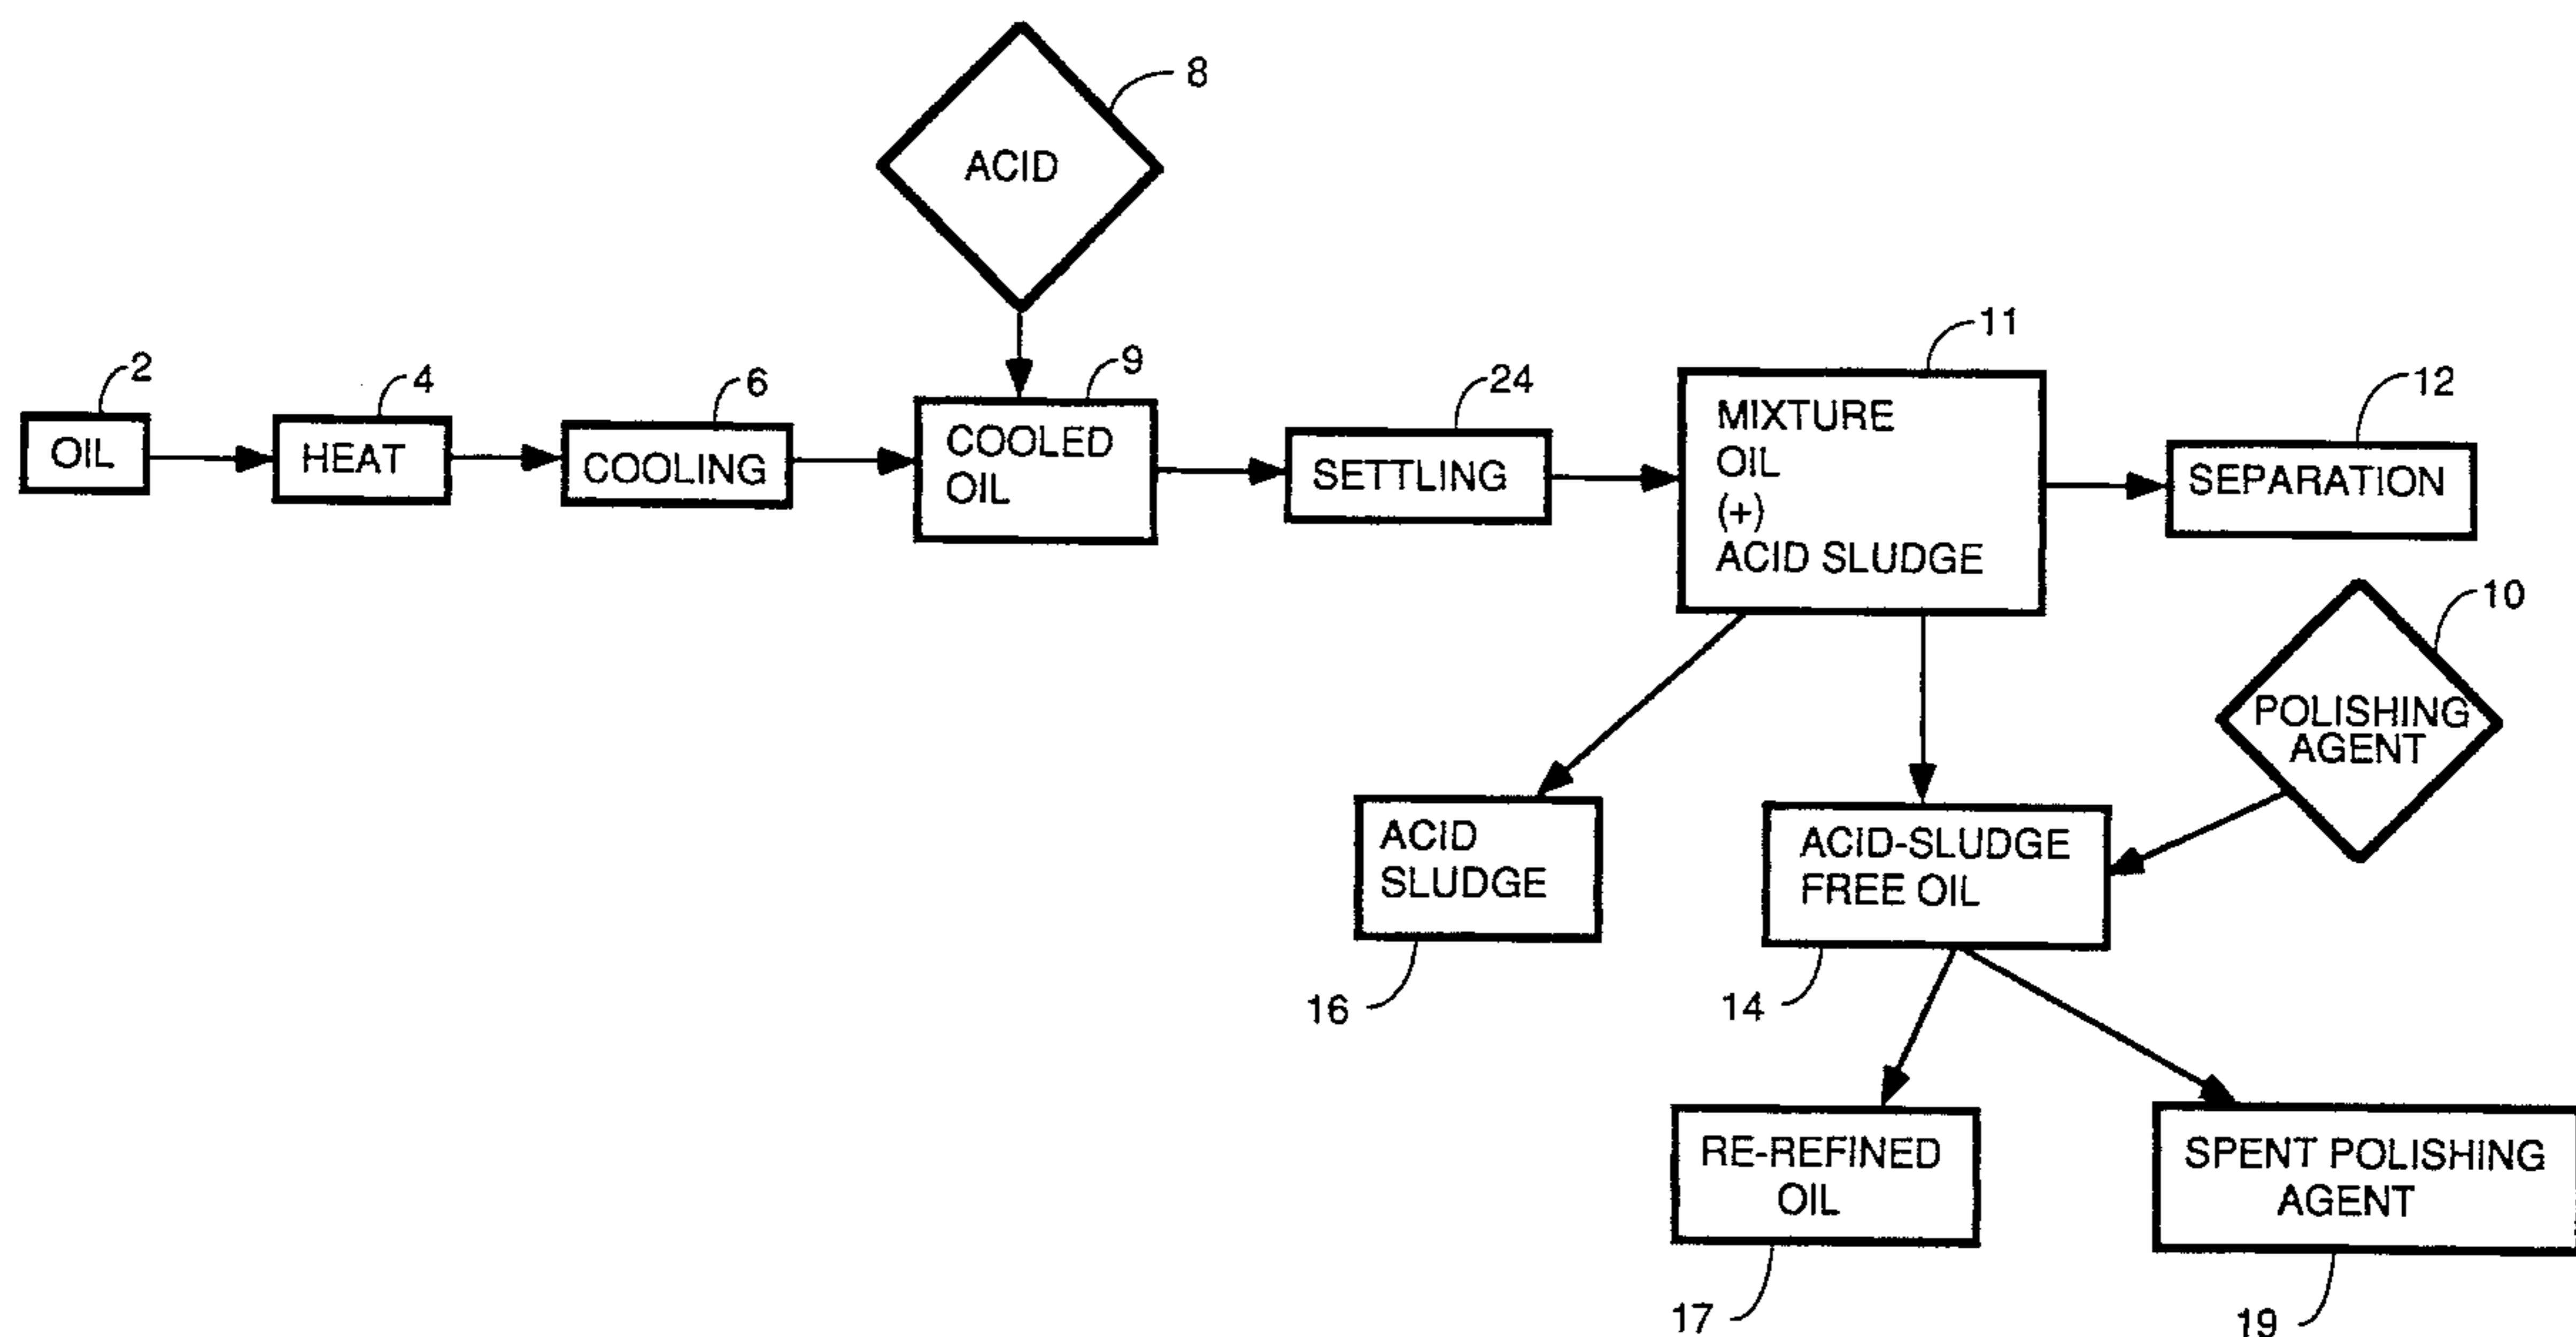 8
ACID
2
OIL
4
HEAT
6
COOLING
9
COOLED
OIL
24
SETTLING
11
MIXTURE
OIL
(+)
ACID SLUDGE
12
SEPARATION
10
POLISHING
AGENT
ACID
SLUDGE
16
ACID-SLUDGE
FREE OIL
14
RE-REFINED
OIL
17
SPENT POLISHING
AGENT
19